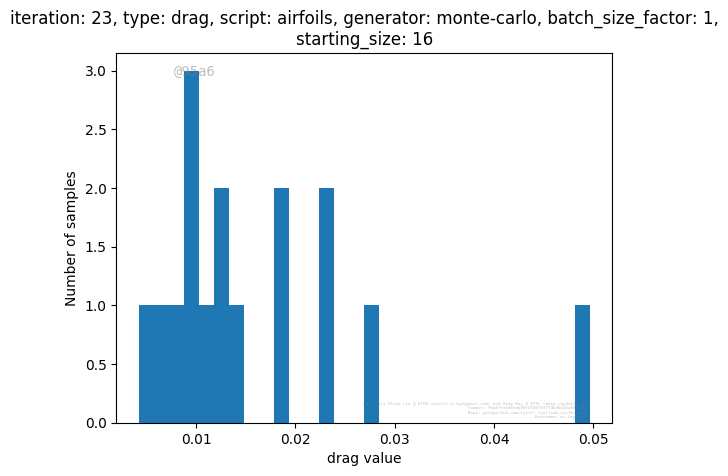 iteration: 23, type: drag, script: airfoils, generator: monte-carlo, batch_size_factor: 1,
starting_size: 16
@95a6
3.0
2.5
2.0
1.5
1.0
0.5
0.0
Number of samples
0.01
0.02
0.03
0.04
0.05
drag value